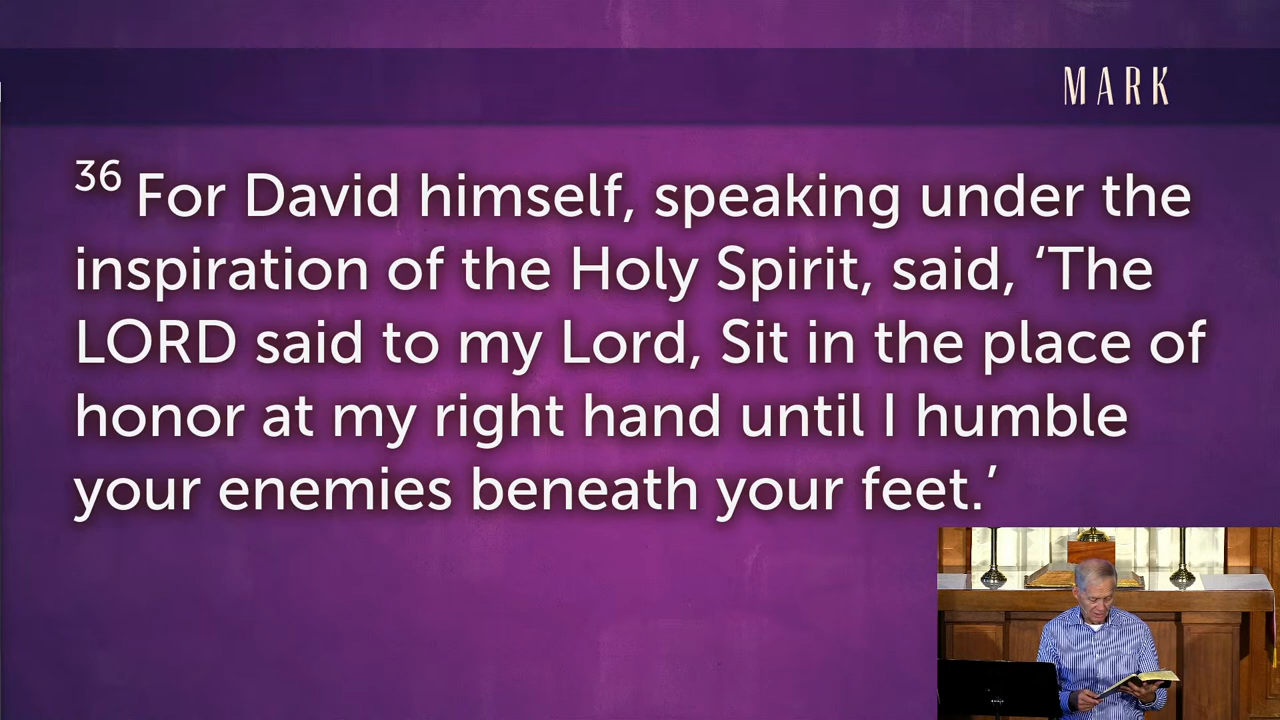 MARK
36 For David himself, speaking under the
inspiration of the Holy Spirit, said, ‘The
LORD said to my Lord, Sit in the place of
honor at my right hand until I humble
your enemies beneath your feet.’